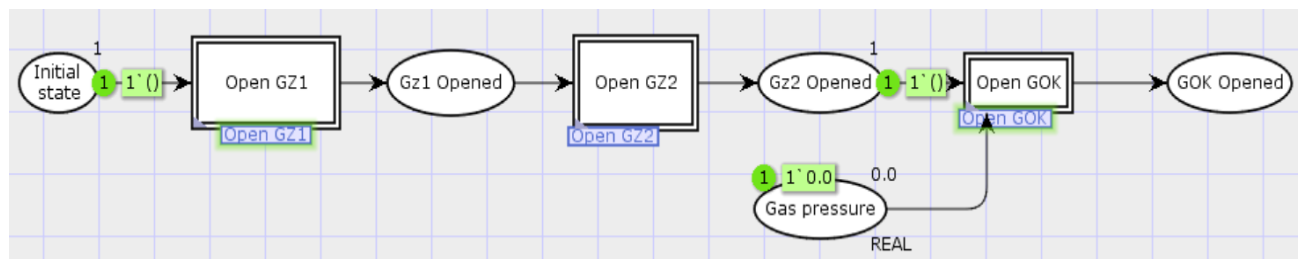 1
1
Initial
state
1
1`()
Open GZ1
Gz1 Opened
Open GZ2
Gz2 Opened
1
1`()
Open GOK
GOK Opened
Open GZ1
Open GZ2
Open GOK
1
1`0.0
0.0
Gas pressure
REAL